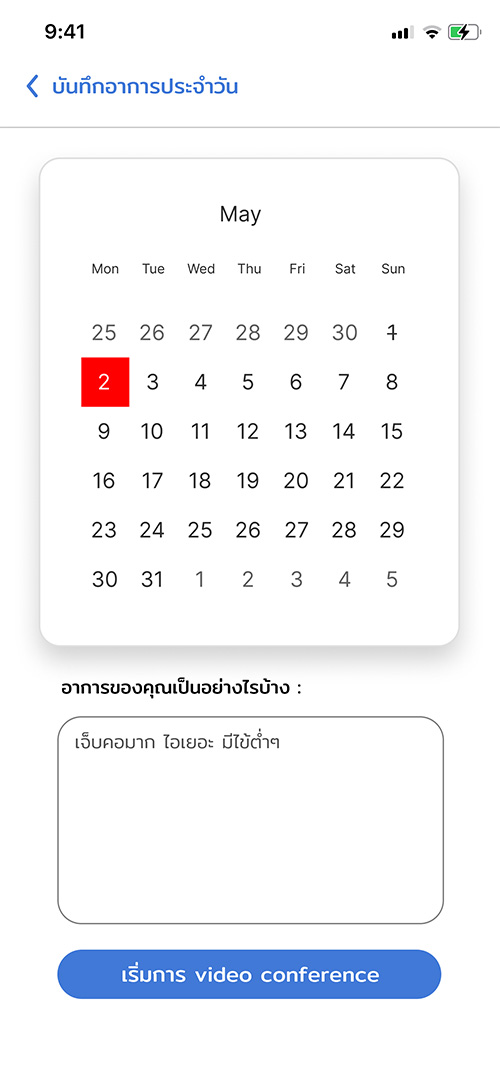 9:41
บันทึกอาการประจำวัน
May
Mon Tue Wed Thu Fri Sat Sun
25 26 27 28 29 30 1
2 3 4 5 6 7 8
9 10 11 12 13 14 15
16 17 18 19 20 21 22
23 24 25 26 27 28 29
30 31 1 2 3 4 5
อาการของคุณเป็นอย่างไรบ้าง :
เจ็บคอมาก ไอเยอะ มีไข้ต่ำๆ
เริ่มการ video conference